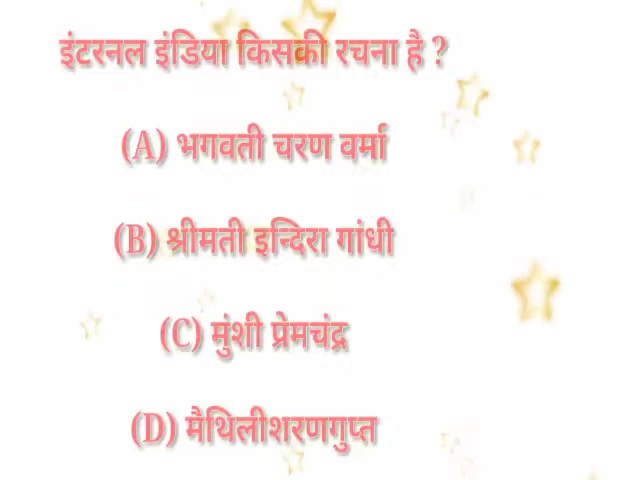 इंटरनल इंडिया किसकी रचना है ?
(A) भगवती चरण वर्मा
(B) श्रीमती इन्दिरा गांधी
(C) मुंशी प्रेमचंद्र
(D) मैथिलीशरणगुप्त